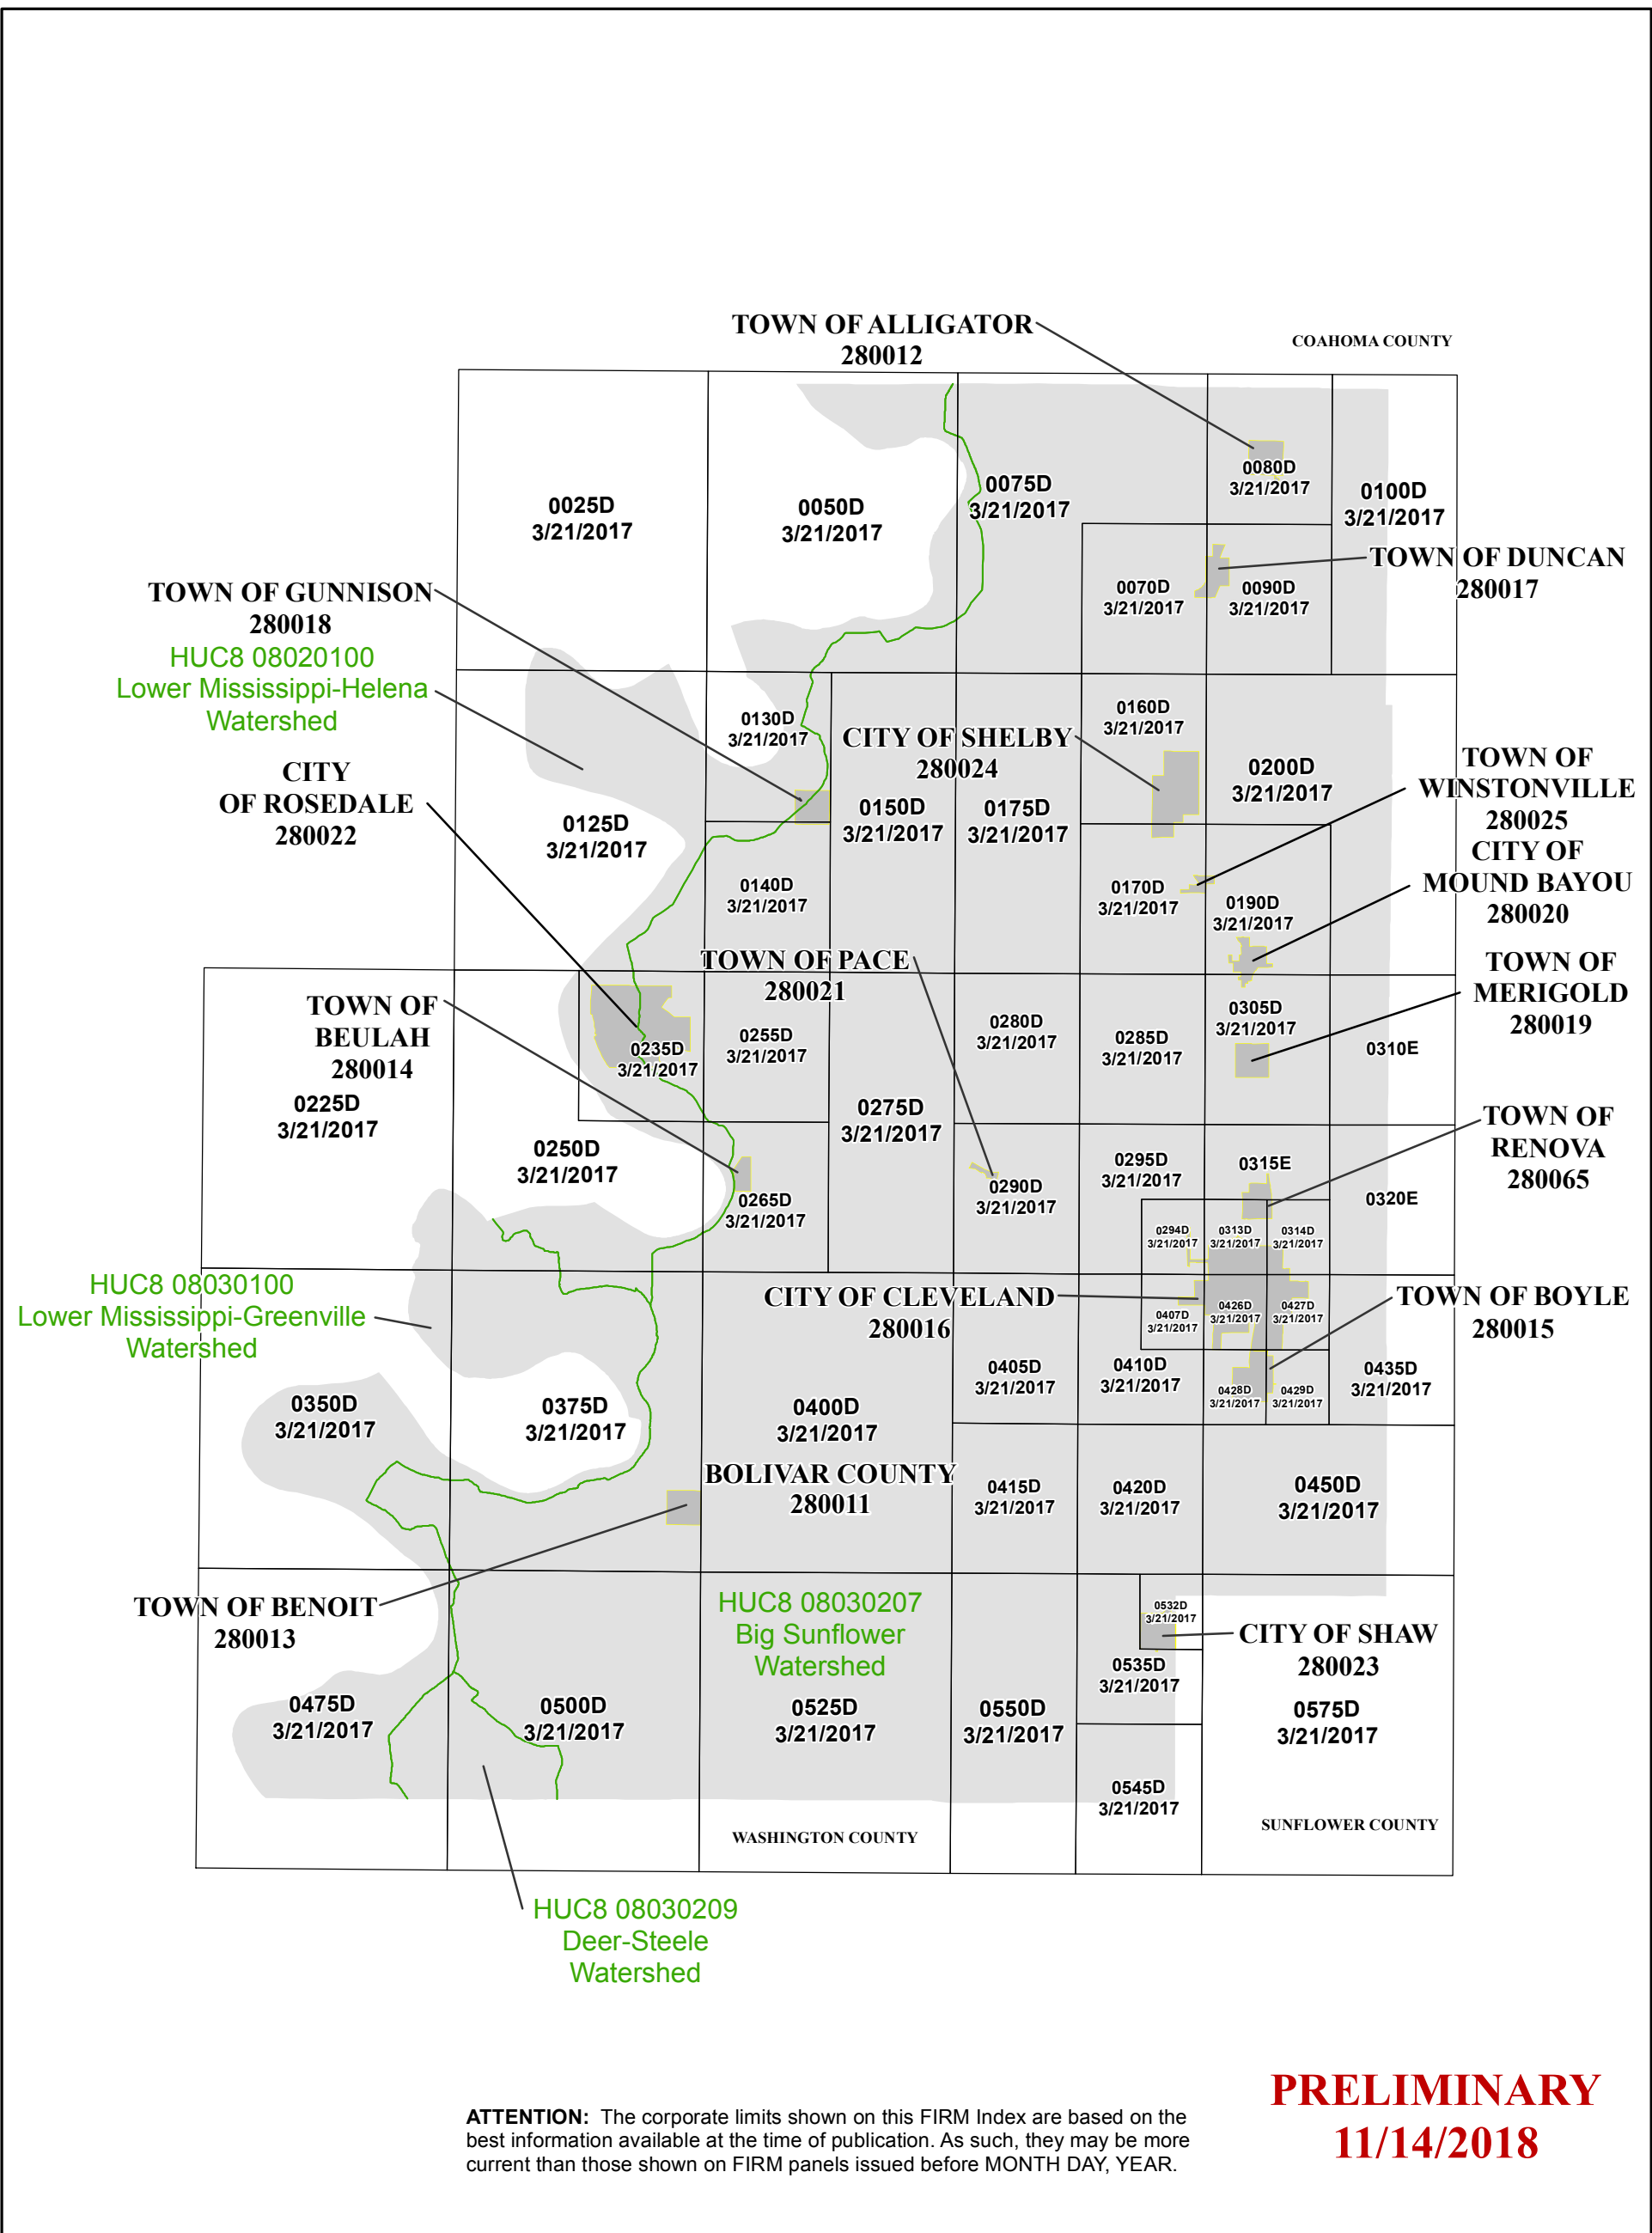 TOWN OF ALLIGATOR
280012
COAHOMA COUNTY
0080D
3/21/2017
0075D
3/21/2017
0100D
3/21/2017
0025D
3/21/2017
0050D
3/21/2017
TOWN OF DUNCAN
280017
0070D
3/21/2017
0090D
3/21/2017
TOWN OF GUNNISON
280018
HUC8 08020100
Lower Mississippi-Helena
Watershed
0130D
3/21/2017
0160D
3/21/2017
CITY OF SHELBY
280024
CITY
OF ROSEDALE
280022
0200D
3/21/2017
TOWN OF
WINSTONVILLE
280025
0125D
3/21/2017
0150D
3/21/2017
0175D
3/21/2017
CITY OF
MOUND BAYOU
280020
0140D
3/21/2017
0170D
3/21/2017
0190D
3/21/2017
TOWN OF PACE
280021
TOWN OF
MERIGOLD
280019
TOWN OF
BEULAH
280014
0235D
3/21/2017
0255D
3/21/2017
0280D
3/21/2017
0285D
3/21/2017
0305D
3/21/2017
0310E
0225D
3/21/2017
0275D
3/21/2017
TOWN OF
RENOVA
280065
0250D
3/21/2017
0265D
3/21/2017
0290D
3/21/2017
0295D
3/21/2017
0315E
0320E
0294D
3/21/2017
0313D
3/21/2017
0314D
3/21/2017
HUC8 08030100
Lower Mississippi-Greenville
Watershed
CITY OF CLEVELAND
280016
TOWN OF BOYLE
280015
0407D
3/21/2017
0426D
3/21/2017
0427D
3/21/2017
0350D
3/21/2017
0375D
3/21/2017
0400D
3/21/2017
0405D
3/21/2017
0410D
3/21/2017
0428D
3/21/2017
0429D
3/21/2017
0435D
3/21/2017
BOLIVAR COUNTY
280011
0415D
3/21/2017
0420D
3/21/2017
0450D
3/21/2017
TOWN OF BENOIT
280013
HUC8 08030207
Big Sunflower
Watershed
0532D
3/21/2017
CITY OF SHAW
280023
0535D
3/21/2017
0475D
3/21/2017
0500D
3/21/2017
0525D
3/21/2017
0550D
3/21/2017
0575D
3/21/2017
0545D
3/21/2017
WASHINGTON COUNTY
SUNFLOWER COUNTY
HUC8 08030209
Deer-Steele
Watershed
ATTENTION: The corporate limits shown on this FIRM Index are based on the
best information available at the time of publication. As such, they may be more
current than those shown on FIRM panels issued before MONTH DAY, YEAR.
PRELIMINARY
11/14/2018